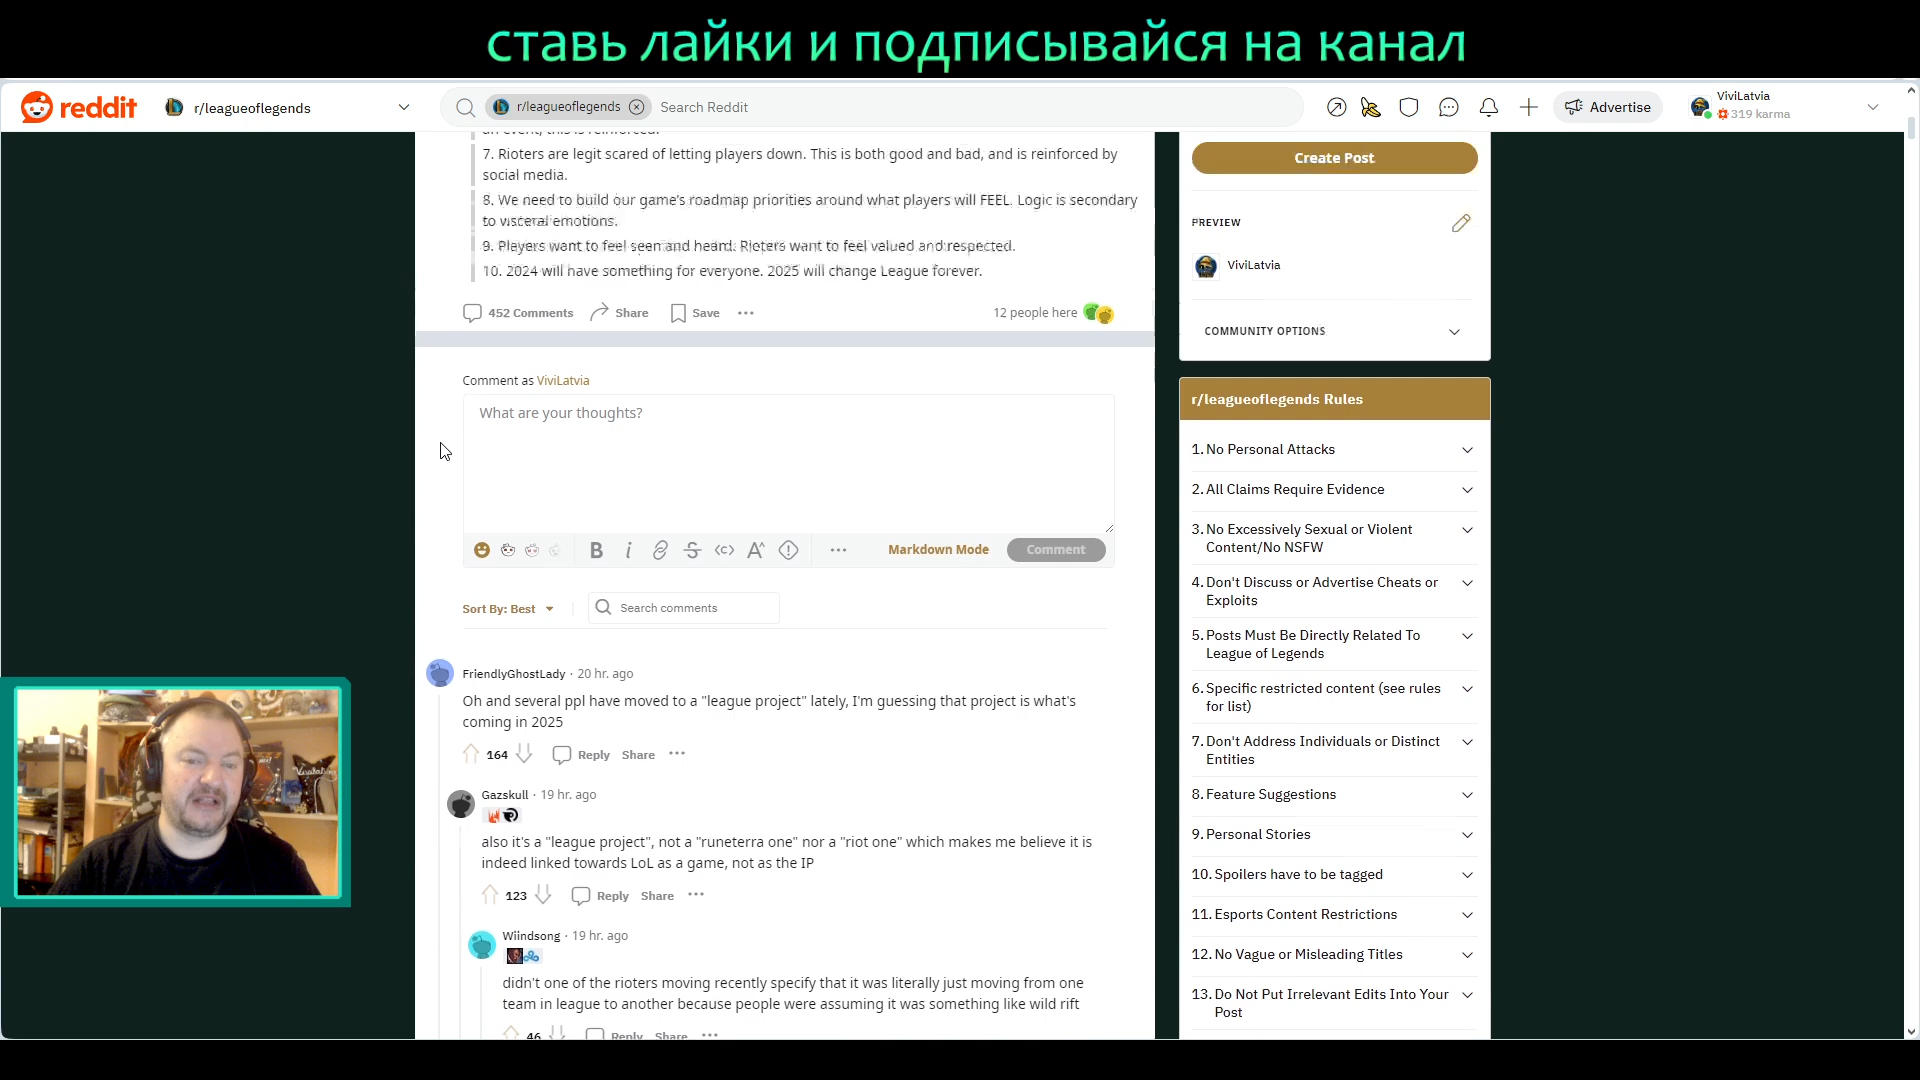 ставь лайки и подписывайся на канал
reddit
r/leagueoflegends
r/leagueoflegends
Search Reddit
Advertise
ViviLatvia
319 karma
an event, this is reinforced.
7. Rioters are legit scared of letting players down. This is both good and bad, and is reinforced by
social media.
8. We need to build our game's roadmap priorities around what players will FEEL. Logic is secondary
to visceral emotions.
9. Players want to feel seen and heard. Rioters want to feel valued and respected.
10. 2024 will have something for everyone. 2025 will change League forever.
452 Comments
Share
Save
12 people here
Comment as ViviLatvia
What are your thoughts?
Markdown Mode
Comment
Sort By: Best
Search comments
FriendlyGhostLady · 20 hr. ago
Oh and several ppl have moved to a "league project" lately, I'm guessing that project is what's
coming in 2025
164
Reply
Share
Gazskull · 19 hr. ago
also it's a "league project", not a "runeterra one" nor a "riot one" which makes me believe it is
indeed linked towards LoL as a game, not as the IP
123
Reply
Share
Wiindsong · 19 hr. ago
didn't one of the rioters moving recently specify that it was literally just moving from one
team in league to another because people were assuming it was something like wild rift
46
Reply
Share
Create Post
PREVIEW
ViviLatvia
COMMUNITY OPTIONS
r/leagueoflegends Rules
1. No Personal Attacks
2. All Claims Require Evidence
3. No Excessively Sexual or Violent
Content/No NSFW
4. Don't Discuss or Advertise Cheats or
Exploits
5. Posts Must Be Directly Related To
League of Legends
6. Specific restricted content (see rules
for list)
7. Don't Address Individuals or Distinct
Entities
8. Feature Suggestions
9. Personal Stories
10. Spoilers have to be tagged
11. Esports Content Restrictions
12. No Vague or Misleading Titles
13. Do Not Put Irrelevant Edits Into Your
Post